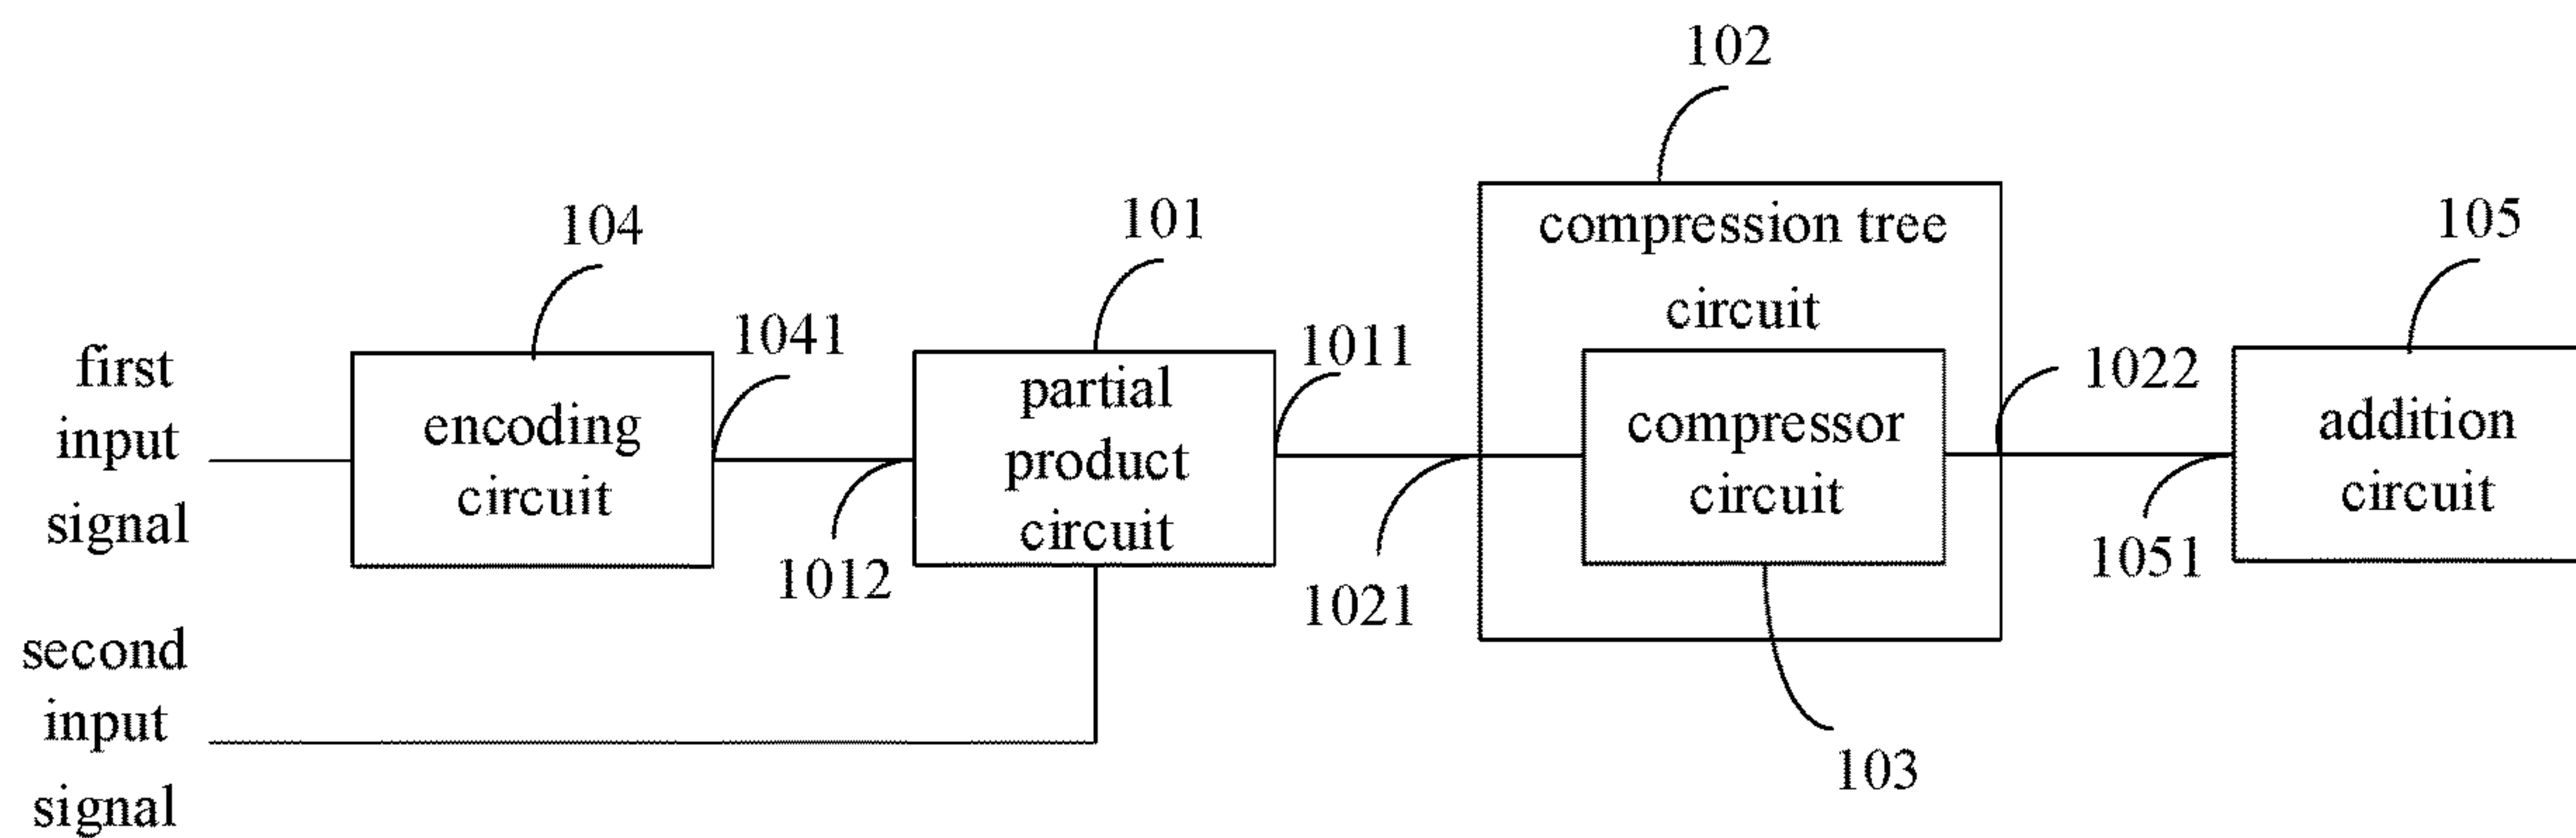 102
104
101
105
compression tree
circuit
1041
1011
1022
first
input
signal
encoding
circuit
partial
product
circuit
compressor
circuit
addition
circuit
1012
1021
1051
second
input
signal
103